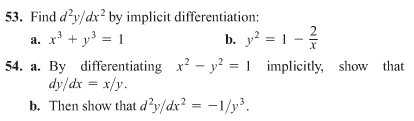 53. Find d²y/dx² by implicit differentiation:
a. x³ + y³ = 1 b. y² = 1 − 2/x
54. a. By differentiating x² − y² = 1 implicitly, show that
dy/dx = x/y.
b. Then show that d²y/dx² = −1/y³.